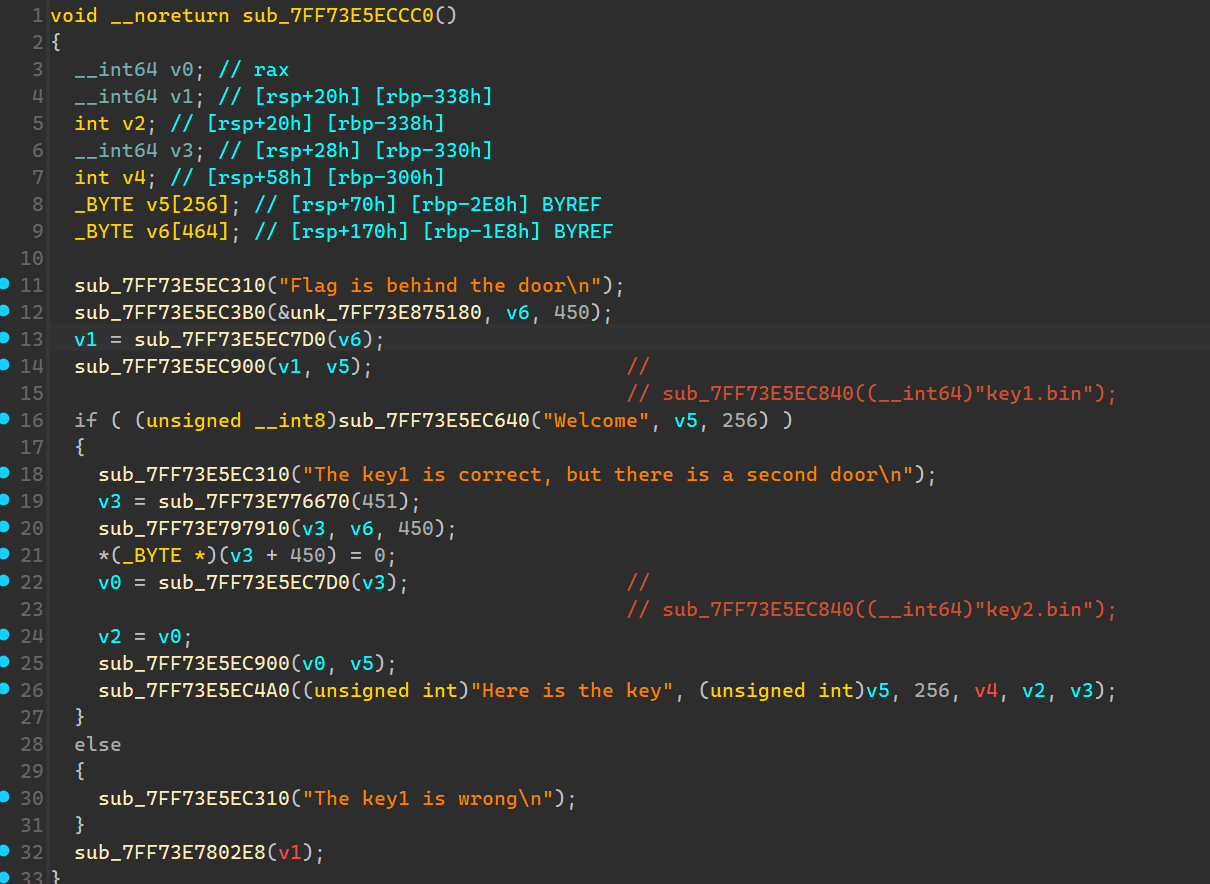 1 void __noreturn sub_7FF73E5ECCC0()
2 {
3   __int64 v0; // rax
4   __int64 v1; // [rsp+20h] [rbp-338h]
5   int v2; // [rsp+20h] [rbp-338h]
6   __int64 v3; // [rsp+28h] [rbp-330h]
7   int v4; // [rsp+58h] [rbp-300h]
8   _BYTE v5[256]; // [rsp+70h] [rbp-2E8h] BYREF
9   _BYTE v6[464]; // [rsp+170h] [rbp-1E8h] BYREF
10
11   sub_7FF73E5EC310("Flag is behind the door\n");
12   sub_7FF73E5EC3B0(&unk_7FF73E875180, v6, 450);
13   v1 = sub_7FF73E5EC7D0(v6);
14   sub_7FF73E5EC900(v1, v5);                     //
15                                                 // sub_7FF73E5EC840((__int64)"key1.bin");
16   if ( (unsigned __int8)sub_7FF73E5EC640("Welcome", v5, 256) )
17   {
18     sub_7FF73E5EC310("The key1 is correct, but there is a second door\n");
19     v3 = sub_7FF73E776670(451);
20     sub_7FF73E797910(v3, v6, 450);
21     *(_BYTE *)(v3 + 450) = 0;
22     v0 = sub_7FF73E5EC7D0(v3);                  //
23                                                 // sub_7FF73E5EC840((__int64)"key2.bin");
24     v2 = v0;
25     sub_7FF73E5EC900(v0, v5);
26     sub_7FF73E5EC4A0((unsigned int)"Here is the key", (unsigned int)v5, 256, v4, v2, v3);
27   }
28   else
29   {
30     sub_7FF73E5EC310("The key1 is wrong\n");
31   }
32   sub_7FF73E7802E8(v1);
33 }